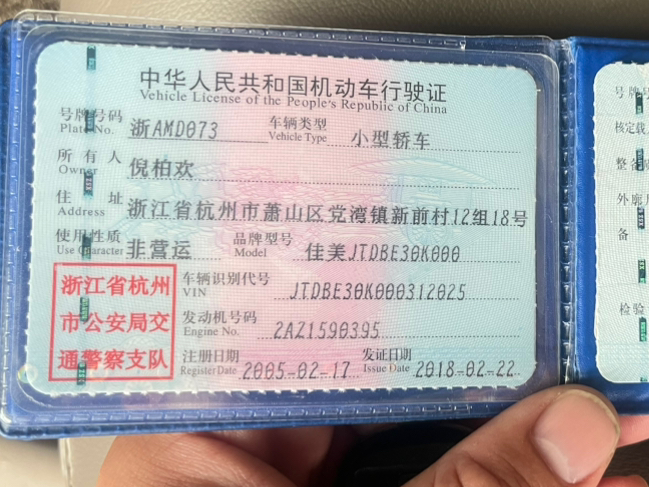 中华人民共和国机动车行驶证
Vehicle License of the People's Republic of China
号牌号码 浙AMD073 车辆类型 小型轿车
Plate No. Vehicle Type
所有人 倪柏欢
Owner
住址 浙江省杭州市萧山区党湾镇新前村12组18号
Address
使用性质 非营运 品牌型号 佳美JTDBE30K000
Use Character Model
浙江省杭州
市公安局交
通警察支队
车辆识别代号 JTDBE30K000312025
VIN
发动机号码 2AZ1590395
Engine No.
注册日期 2005-02-17 发证日期 2018-02-22
Register Date Issue Date
号牌号
核定载
整备
外廓
备
检验